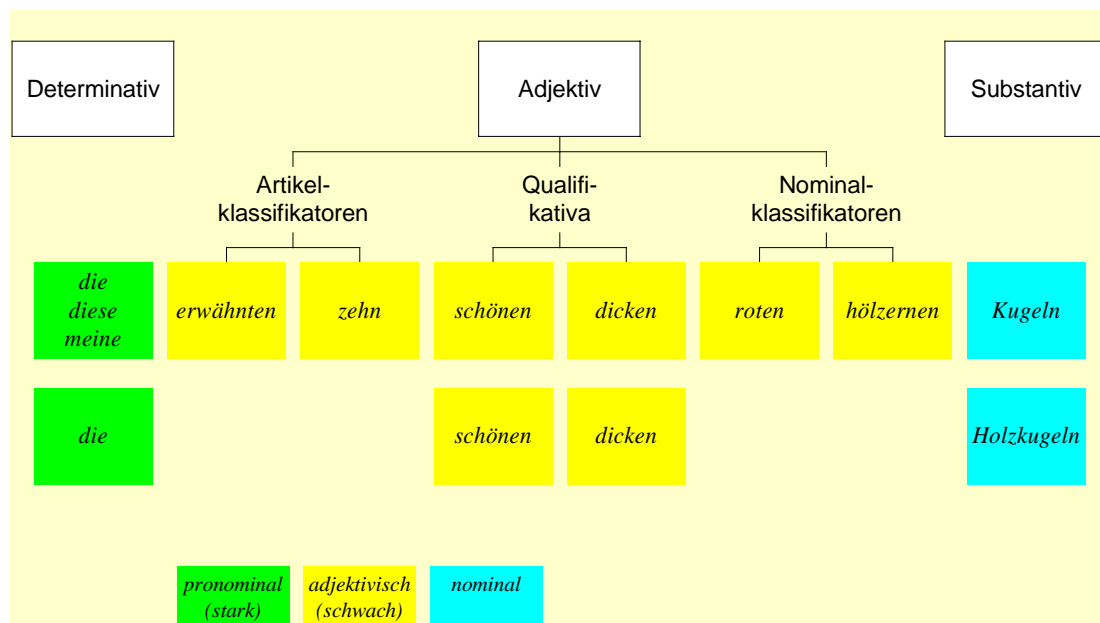 Determinativ
Adjektiv
Substantiv
Artikel-
klassifikatoren
Qualifi-
kativa
Nominal-
klassifikatoren
die
diese
meine
erwähnten
zehn
schönen
dicken
roten
hölzernen
Kugeln
die
schönen
dicken
Holzkugeln
pronominal
(stark)
adjektivisch
(schwach)
nominal